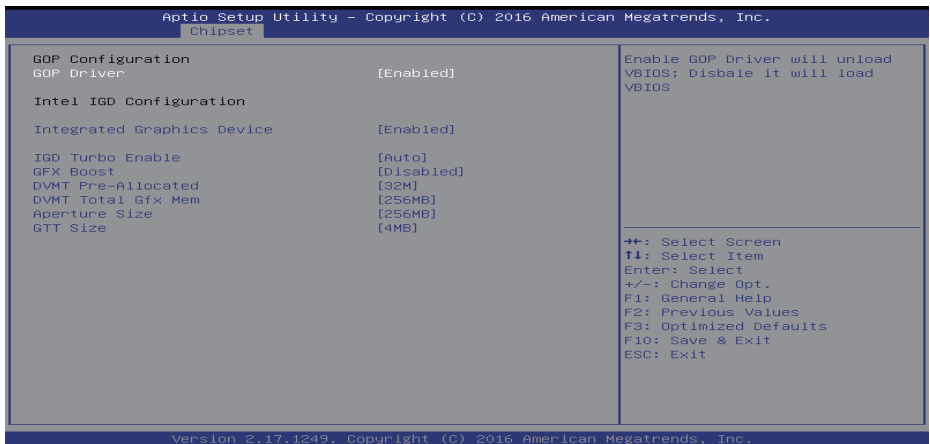 Aptio Setup Utility – Copyright (C) 2016 American Megatrends, Inc.
Chipset
GOP Configuration
GOP Driver [Enabled]
Intel IGD Configuration
Integrated Graphics Device [Enabled]
IGD Turbo Enable [Auto]
GFX Boost [Disabled]
DVMT Pre-Allocated [32M]
DVMT Total Gfx Mem [256MB]
Aperture Size [256MB]
GTT Size [4MB]
Enable GOP Driver will unload
VBIOS; Disbale it will load
VBIOS
→←: Select Screen
↑↓: Select Item
Enter: Select
+/-: Change Opt.
F1: General Help
F2: Previous Values
F3: Optimized Defaults
F10: Save & Exit
ESC: Exit
Version 2.17.1249. Copyright (C) 2016 American Megatrends, Inc.